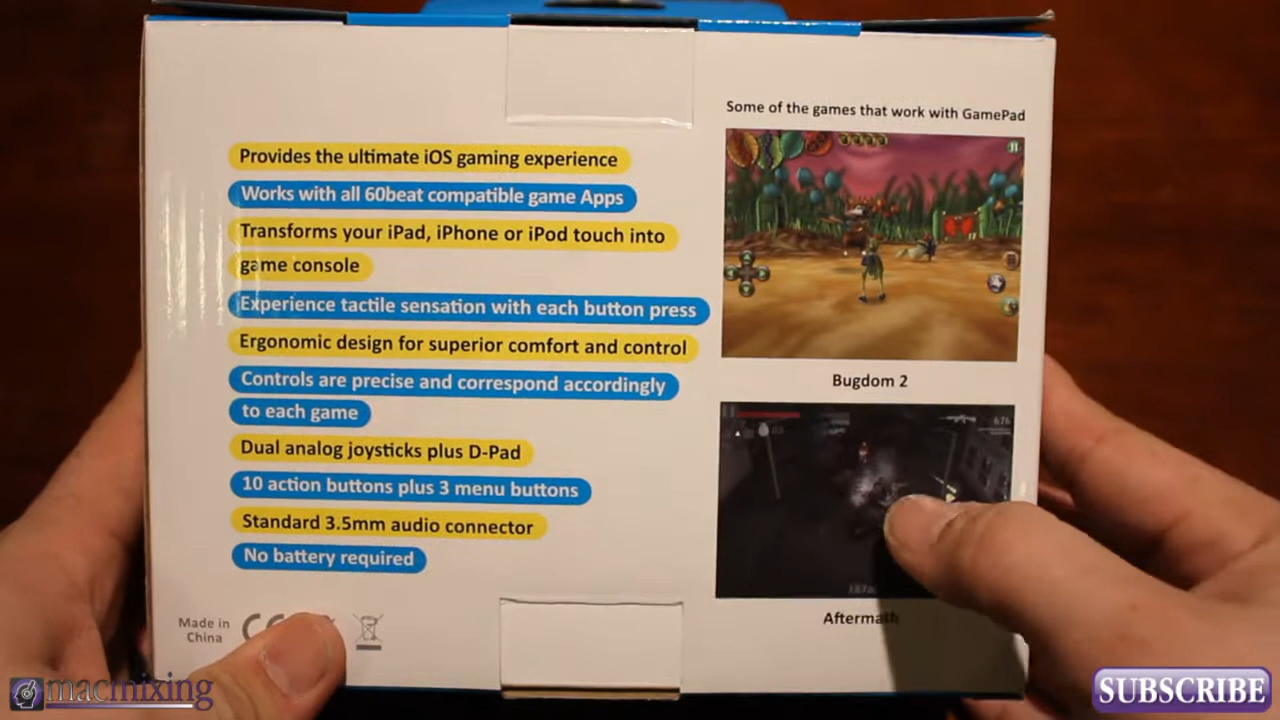 Some of the games that work with GamePad
Provides the ultimate iOS gaming experience
Works with all 60beat compatible game Apps
Transforms your iPad, iPhone or iPod touch into
game console
Experience tactile sensation with each button press
Ergonomic design for superior comfort and control
Controls are precise and correspond accordingly
to each game
Dual analog joysticks plus D-Pad
10 action buttons plus 3 menu buttons
Standard 3.5mm audio connector
No battery required
Bugdom 2
676
Aftermath
Made in
China
CE
macmixing
SUBSCRIBE